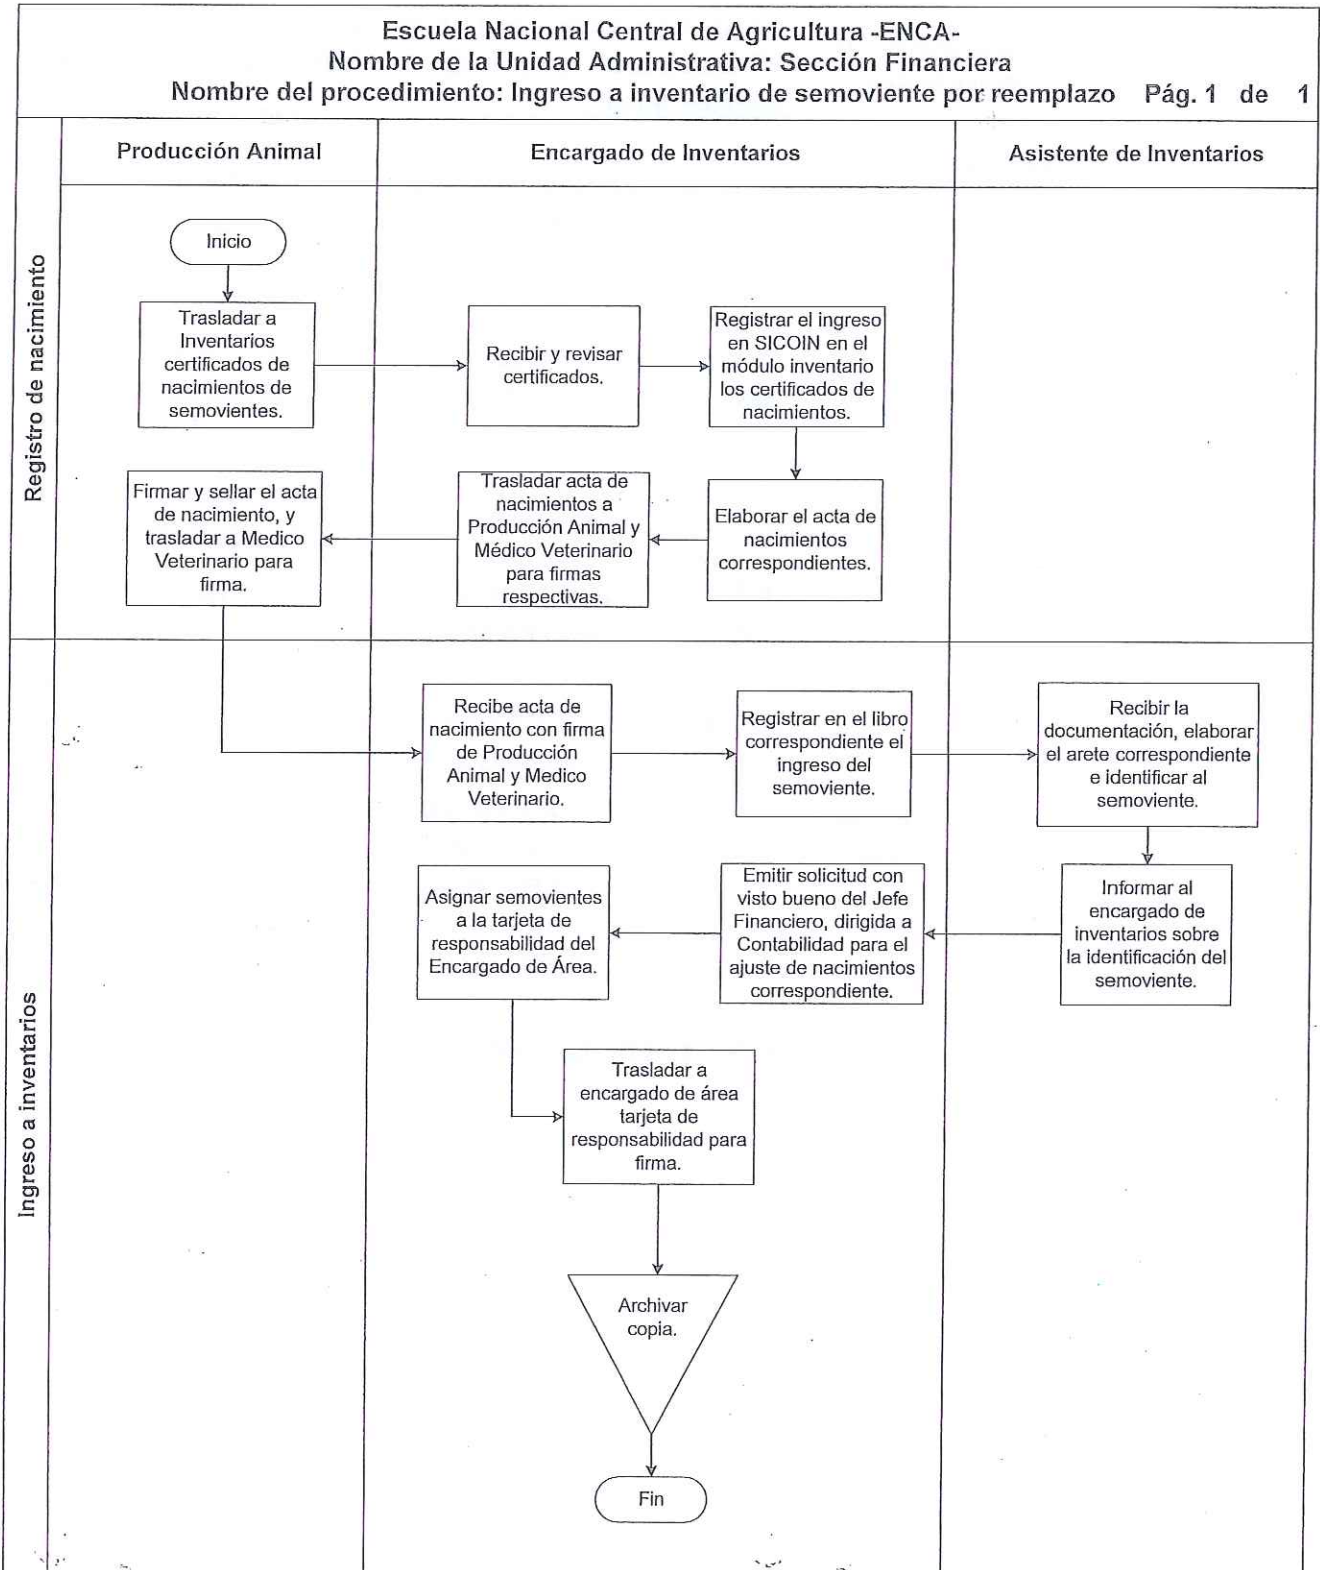 Escuela Nacional Central de Agricultura -ENCA-
Nombre de la Unidad Administrativa: Sección Financiera
Nombre del procedimiento: Ingreso a inventario de semoviente por reemplazo Pág. 1 de 1
Producción Animal
Encargado de Inventarios
Asistente de Inventarios
Registro de nacimiento
Inicio
Trasladar a
Inventarios
certificados de
nacimientos de
semovientes.
Recibir y revisar
certificados.
Registrar el ingreso
en SICOIN en el
módulo inventario
los certificados de
nacimientos.
Elaborar el acta de
nacimientos
correspondientes.
Trasladar acta de
nacimientos a
Producción Animal y
Médico Veterinario
para firmas
respectivas.
Firmar y sellar el acta
de nacimiento, y
trasladar a Medico
Veterinario para
firma.
Ingreso a inventarios
Recibe acta de
nacimiento con firma
de Producción
Animal y Medico
Veterinario.
Registrar en el libro
correspondiente el
ingreso del
semoviente.
Recibir la
documentación, elaborar
el arete correspondiente
e identificar al
semoviente.
Informar al
encargado de
inventarios sobre
la identificación del
semoviente.
Emitir solicitud con
visto bueno del Jefe
Financiero, dirigida a
Contabilidad para el
ajuste de nacimientos
correspondiente.
Asignar semovientes
a la tarjeta de
responsabilidad del
Encargado de Área.
Trasladar a
encargado de área
tarjeta de
responsabilidad para
firma.
Archivar
copia.
Fin